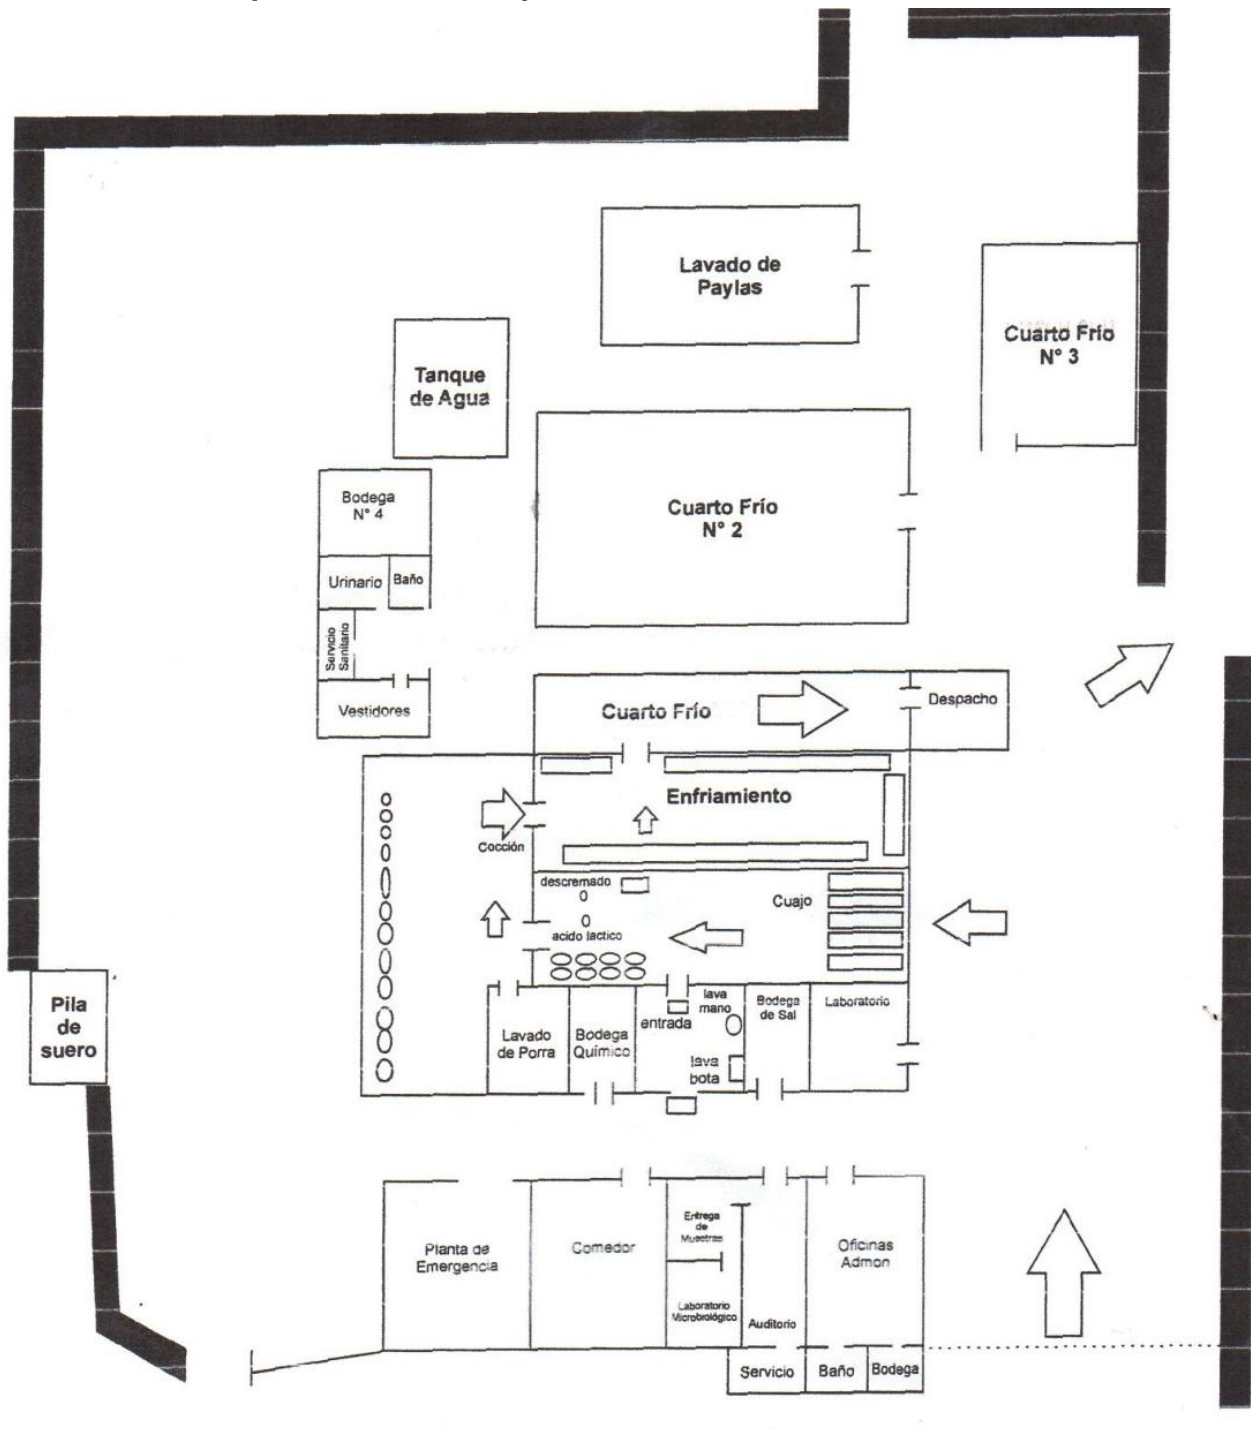 Lavado de
Paylas
Cuarto Frío
N° 3
Tanque
de Agua
Bodega
N° 4
Cuarto Frío
N° 2
Urinario
Baño
Servicio
Sanitario
Vestidores
Cuarto Frío
Despacho
Enfriamiento
Cocción
descremado
Cuajo
acido lactico
Pila
de
suero
Lavado
de Porra
Bodega
Químico
entrada
lava
mano
lava
bota
Bodega
de Sal
Laboratorio
Planta de
Emergencia
Comedor
Entrega
de
Muestras
Laboratorio
Microbiológico
Auditorio
Oficinas
Admon
Servicio
Baño
Bodega